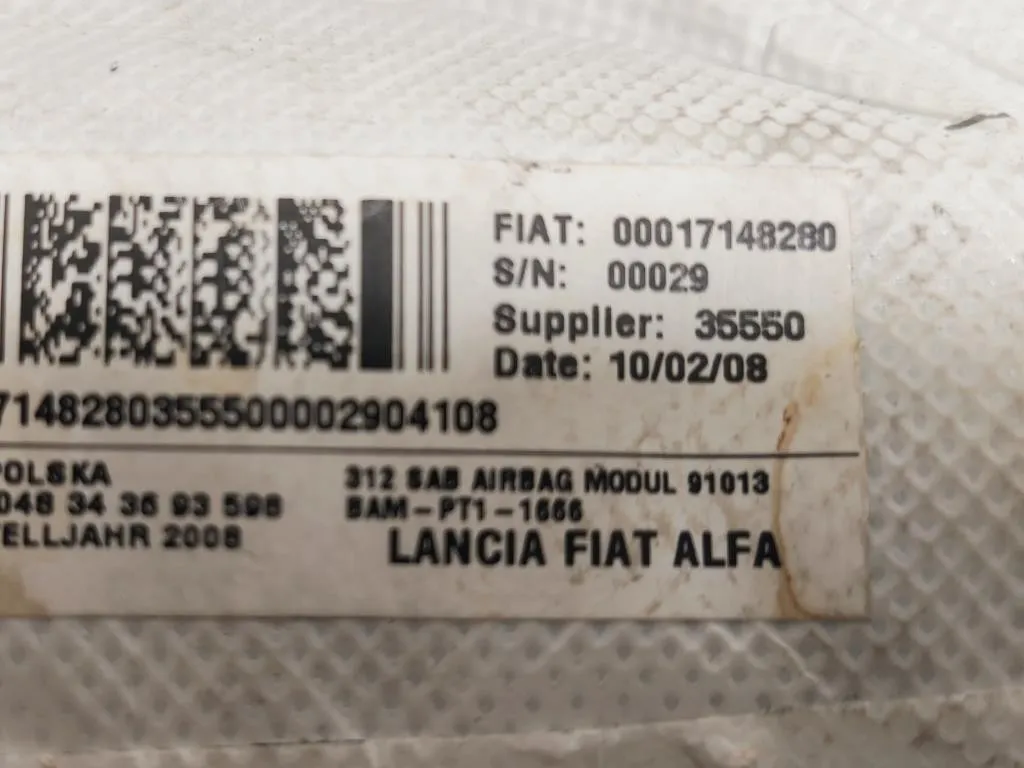 FIAT: 00017148280
S/N: 00029
Supplier: 35550
Date: 10/02/08
7148280355500002904108
POLSKA
312 SAB AIRBAG MODUL 91013
048 34 36 93 598
BAM-PT1-1666
TELLJAHR 2008
LANCIA FIAT ALFA